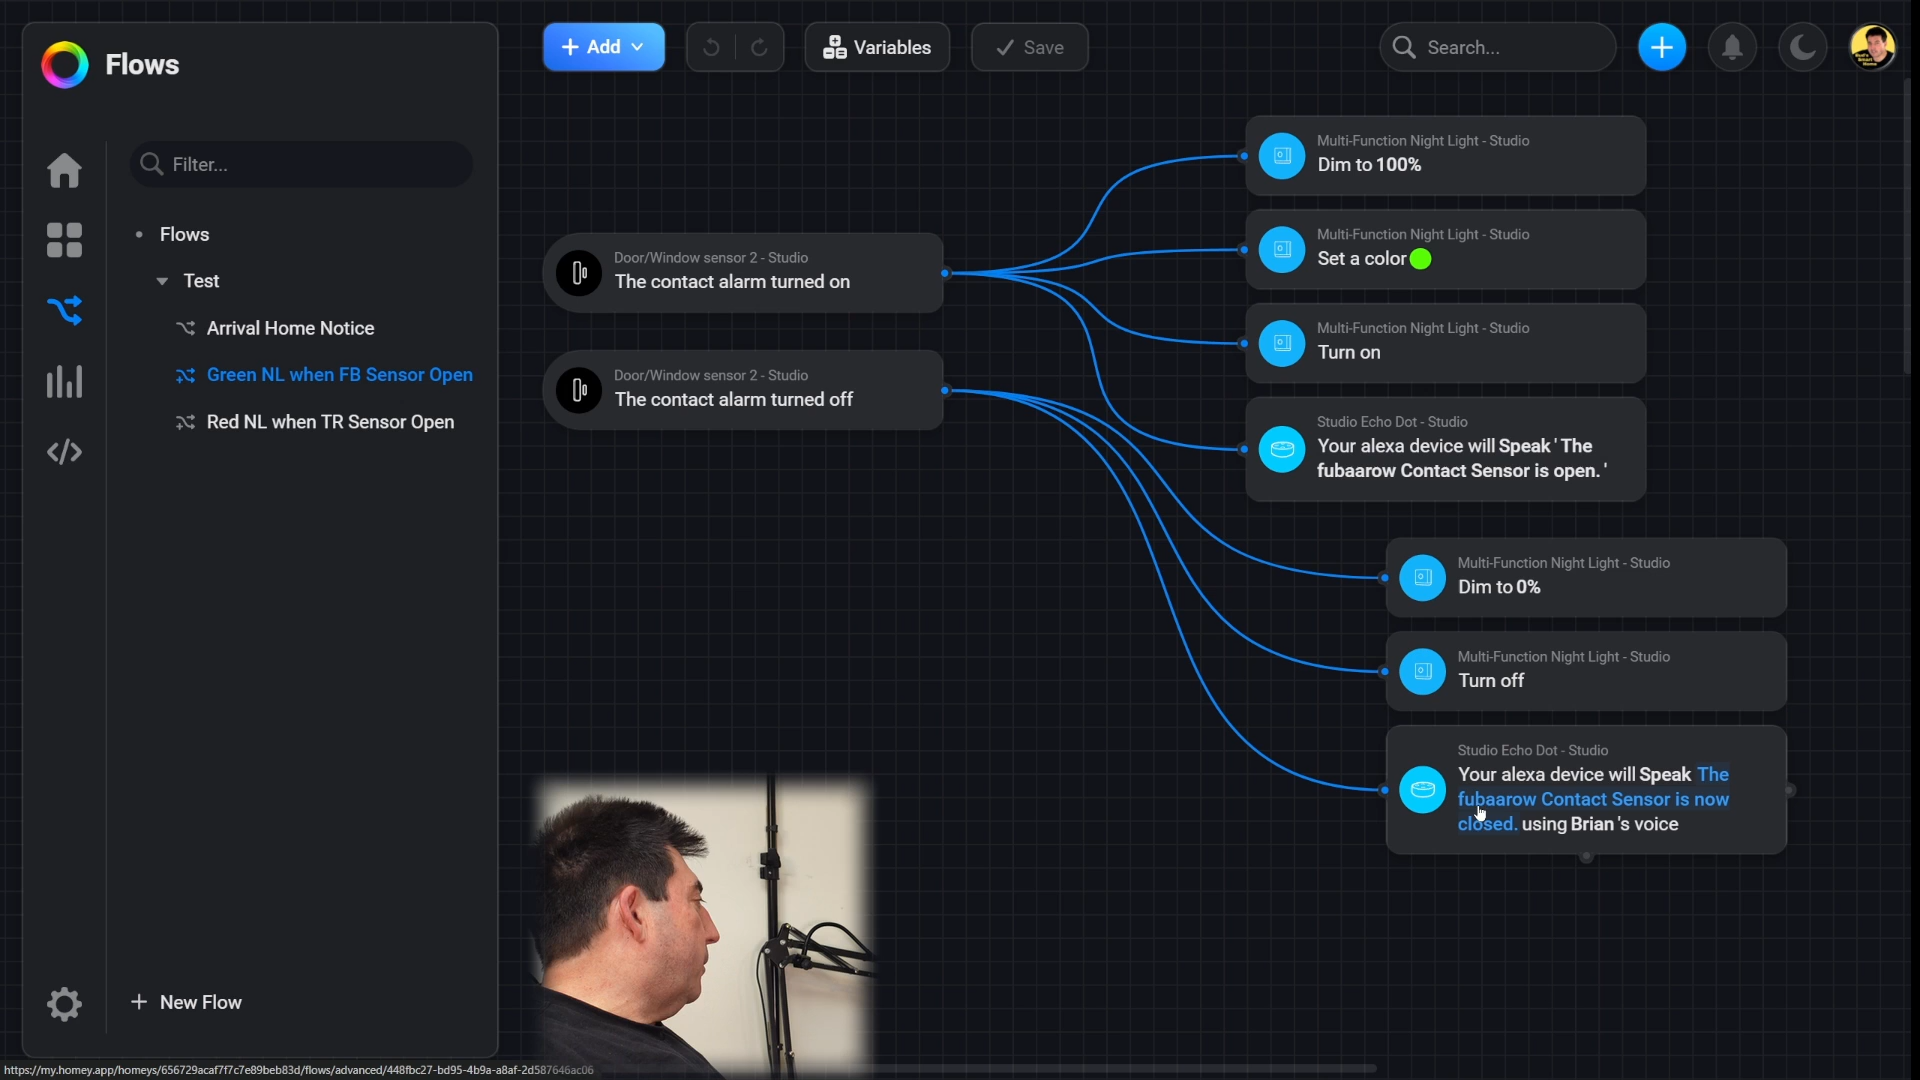 Flows
Filter...
Flows
Test
Arrival Home Notice
Green NL when FB Sensor Open
Red NL when TR Sensor Open
New Flow
Add
Variables
Save
Search...
Door/Window sensor 2 - Studio
The contact alarm turned on
Door/Window sensor 2 - Studio
The contact alarm turned off
Multi-Function Night Light - Studio
Dim to 100%
Multi-Function Night Light - Studio
Set a color
Multi-Function Night Light - Studio
Turn on
Studio Echo Dot - Studio
Your alexa device will Speak ' The
fubaarow Contact Sensor is open. '
Multi-Function Night Light - Studio
Dim to 0%
Multi-Function Night Light - Studio
Turn off
Studio Echo Dot - Studio
Your alexa device will Speak The
fubaarow Contact Sensor is now
closed. using Brian 's voice
https://my.homey.app/homeys/656729acaf7f7c7e89beb83d/flows/advanced/448fbc27-bd95-4b9a-a8af-2d587646ac06